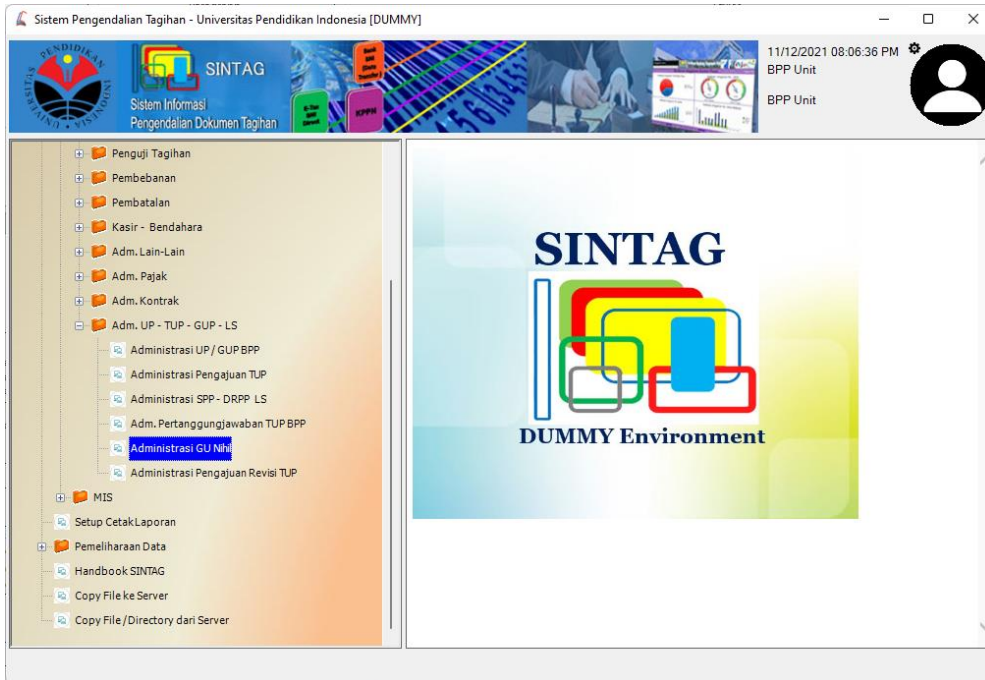 Sistem Pengendalian Tagihan - Universitas Pendidikan Indonesia [DUMMY]
PENDIDIKAN
INDONESIA
SINTAG
Sistem Informasi
Pengendalian Dokumen Tagihan
KPPN
11/12/2021 08:06:36 PM
BPP Unit
BPP Unit
Penguji Tagihan
Pembebanan
Pembatalan
Kasir - Bendahara
Adm. Lain-Lain
Adm. Pajak
Adm. Kontrak
Adm. UP - TUP - GUP - LS
Administrasi UP / GUP BPP
Administrasi Pengajuan TUP
Administrasi SPP - DRPP LS
Adm. Pertanggungjawaban TUP BPP
Administrasi GU Nihil
Administrasi Pengajuan Revisi TUP
MIS
Setup Cetak Laporan
Pemeliharaan Data
Handbook SINTAG
Copy File ke Server
Copy File /Directory dari Server
SINTAG
DUMMY Environment